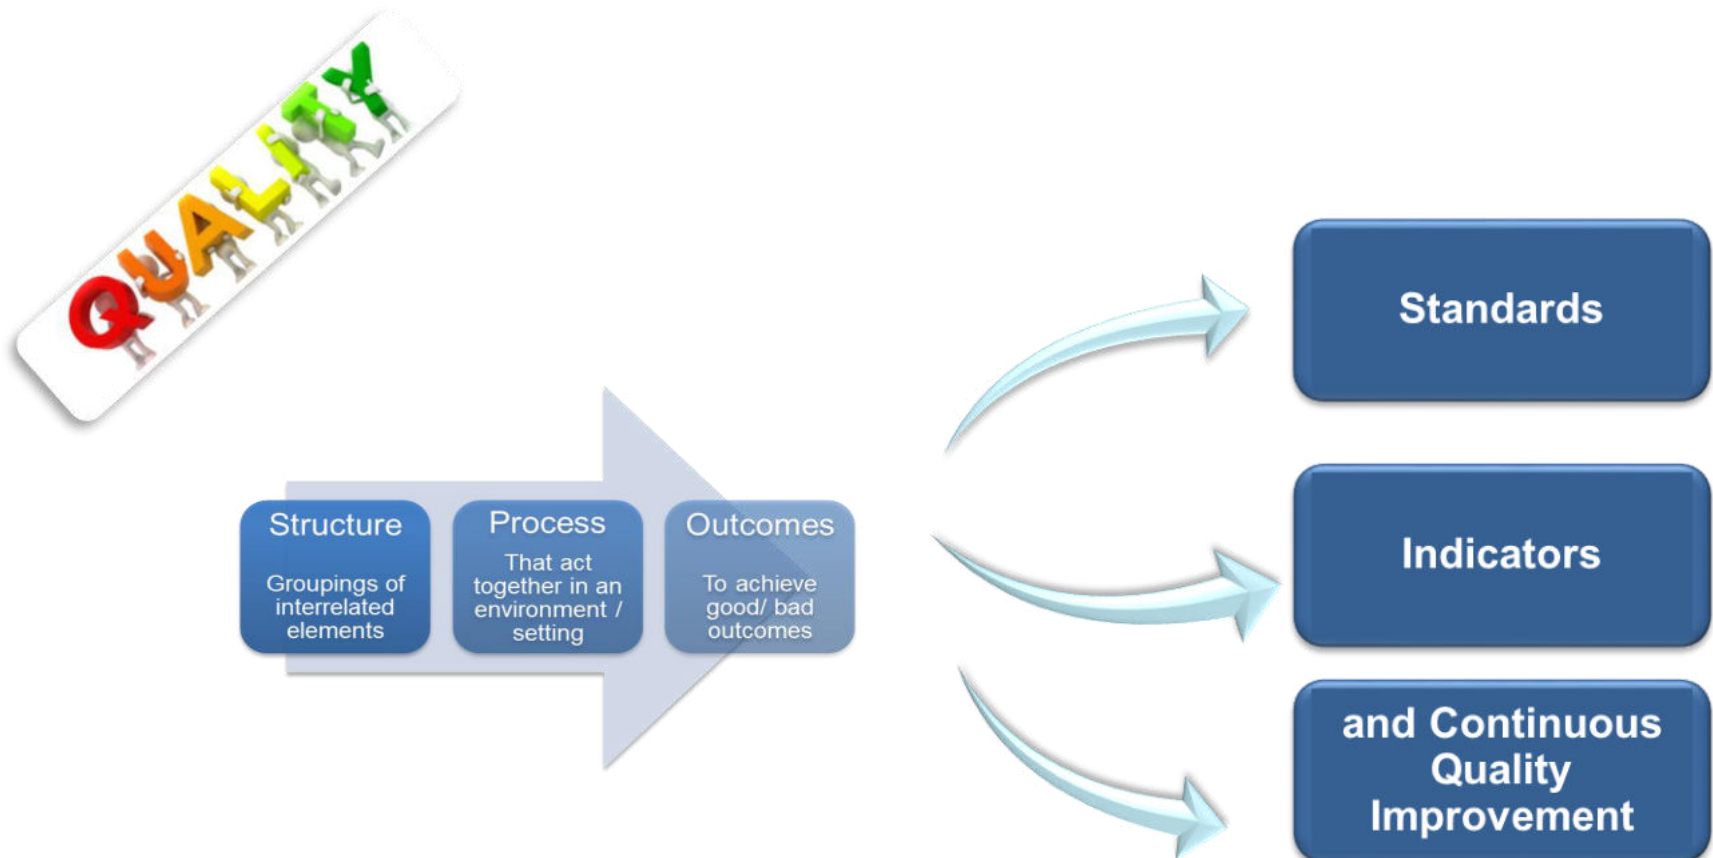 QUALITY
Structure
Groupings of
interrelated
elements
Process
That act
together in an
environment /
setting
Outcomes
To achieve
good/ bad
outcomes
Standards
Indicators
and Continuous
Quality
Improvement